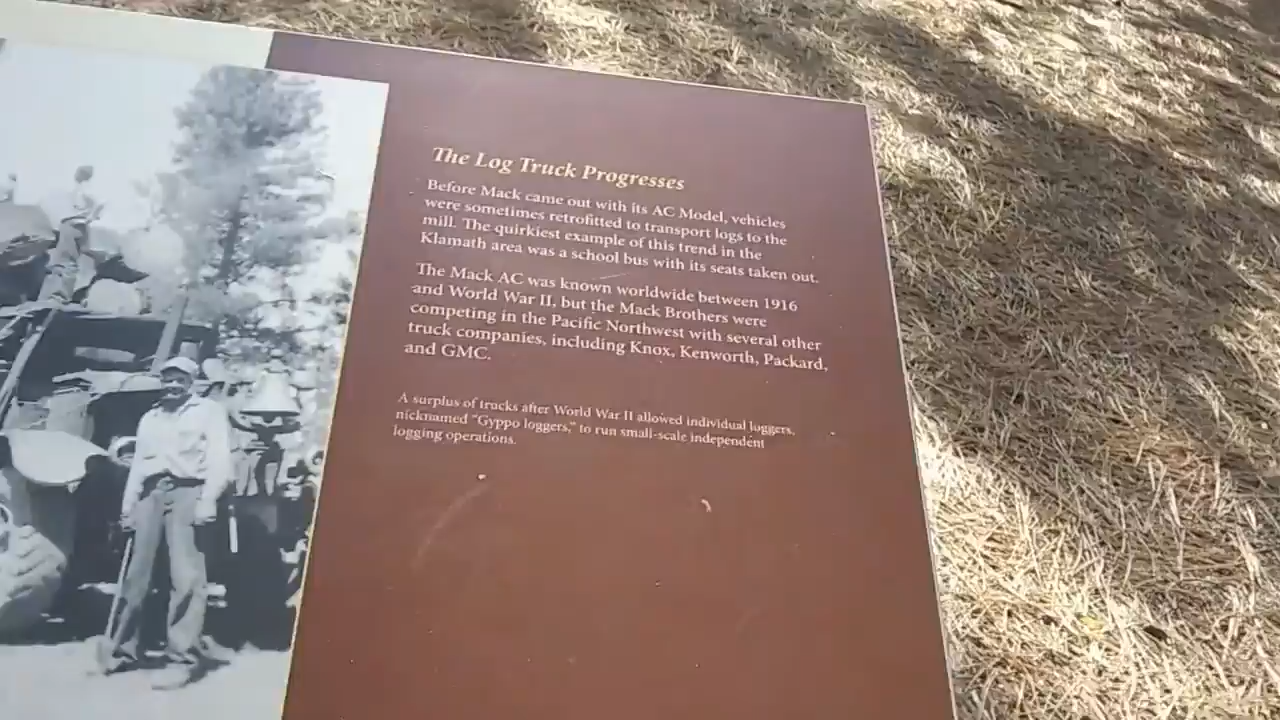 The Log Truck Progresses
Before Mack came out with its AC Model, vehicles
were sometimes retrofitted to transport logs to the
mill. The quirkiest example of this trend in the
Klamath area was a school bus with its seats taken out.
The Mack AC was known worldwide between 1916
and World War II, but the Mack Brothers were
competing in the Pacific Northwest with several other
truck companies, including Knox, Kenworth, Packard,
and GMC.
A surplus of trucks after World War II allowed individual loggers,
nicknamed “Gyppo loggers,” to run small-scale independent
logging operations.